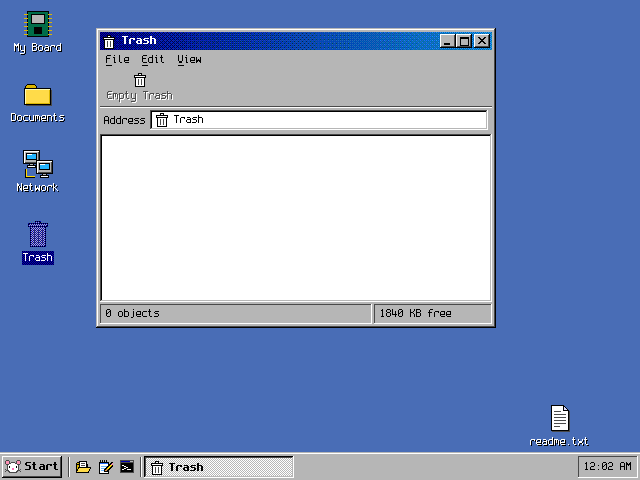 My Board
Documents
Network
Trash
Trash
File Edit View
Empty Trash
Address Trash
0 objects
1840 KB free
readme.txt
Start
Trash
12:02 AM